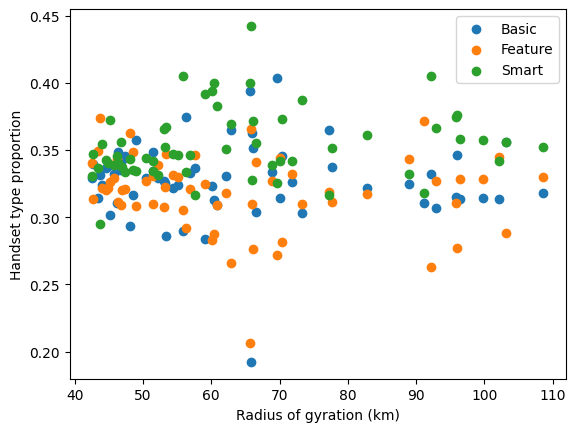 0.45
0.40
0.35
0.30
0.25
0.20
Handset type proportion
Basic
Feature
Smart
40 50 60 70 80 90 100 110
Radius of gyration (km)